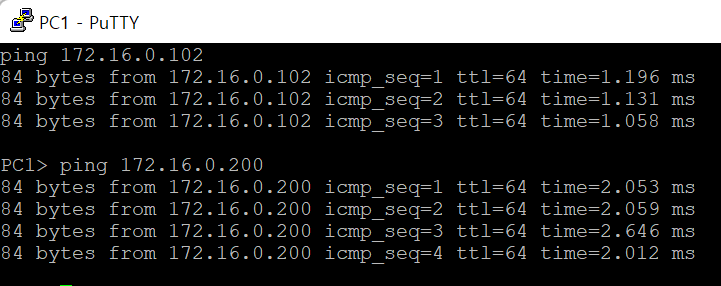 PC1 - PuTTY
ping 172.16.0.102
84 bytes from 172.16.0.102 icmp_seq=1 ttl=64 time=1.196 ms
84 bytes from 172.16.0.102 icmp_seq=2 ttl=64 time=1.131 ms
84 bytes from 172.16.0.102 icmp_seq=3 ttl=64 time=1.058 ms
PC1> ping 172.16.0.200
84 bytes from 172.16.0.200 icmp_seq=1 ttl=64 time=2.053 ms
84 bytes from 172.16.0.200 icmp_seq=2 ttl=64 time=2.059 ms
84 bytes from 172.16.0.200 icmp_seq=3 ttl=64 time=2.646 ms
84 bytes from 172.16.0.200 icmp_seq=4 ttl=64 time=2.012 ms